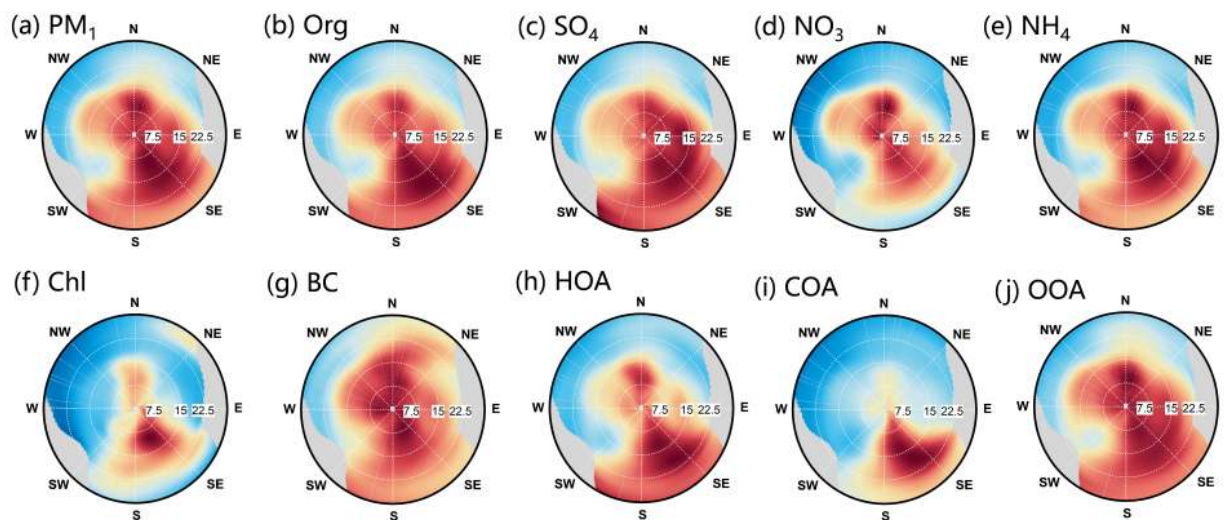 (a) PM₁ (b) Org (c) SO₄ (d) NO₃ (e) NH₄
N N N N N
NW NE NW NE NW NE NW NE NW NE
W 7.5 15 22.5 E W 7.5 15 22.5 E W 7.5 15 22.5 E W 7.5 15 22.5 E W 7.5 15 22.5 E
SW SE SW SE SW SE SW SE SW SE
S S S S S
(f) Chl (g) BC (h) HOA (i) COA (j) OOA
N N N N N
NW NE NW NE NW NE NW NE NW NE
W 7.5 15 22.5 E W 7.5 15 22.5 E W 7.5 15 22.5 E W 7.5 15 22.5 E W 7.5 15 22.5 E
SW SE SW SE SW SE SW SE SW SE
S S S S S